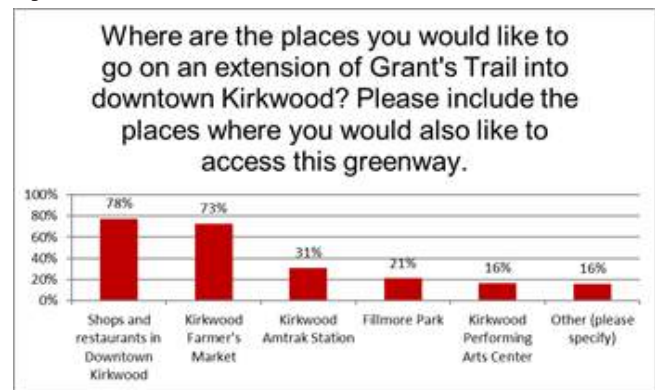 Where are the places you would like to
go on an extension of Grant's Trail into
downtown Kirkwood? Please include the
places where you would also like to
access this greenway.
100%
80%
60%
40%
20%
0%
78%
73%
31%
21%
16%
16%
Shops and
restaurants in
Downtown
Kirkwood
Kirkwood
Farmer's
Market
Kirkwood
Amtrak Station
Fillmore Park
Kirkwood
Performing
Arts Center
Other (please
specify)